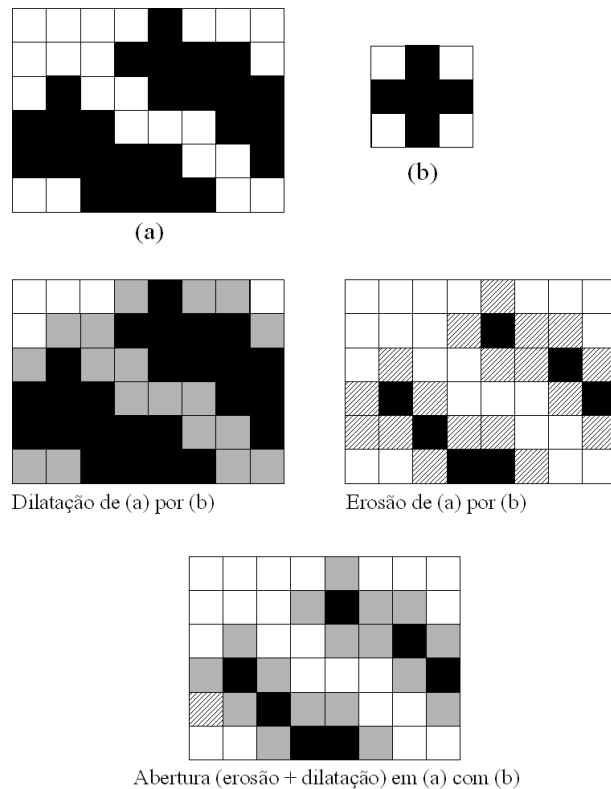 (b)
(a)
Dilatação de (a) por (b)
Erosão de (a) por (b)
Abertura (erosão + dilatação) em (a) com (b)